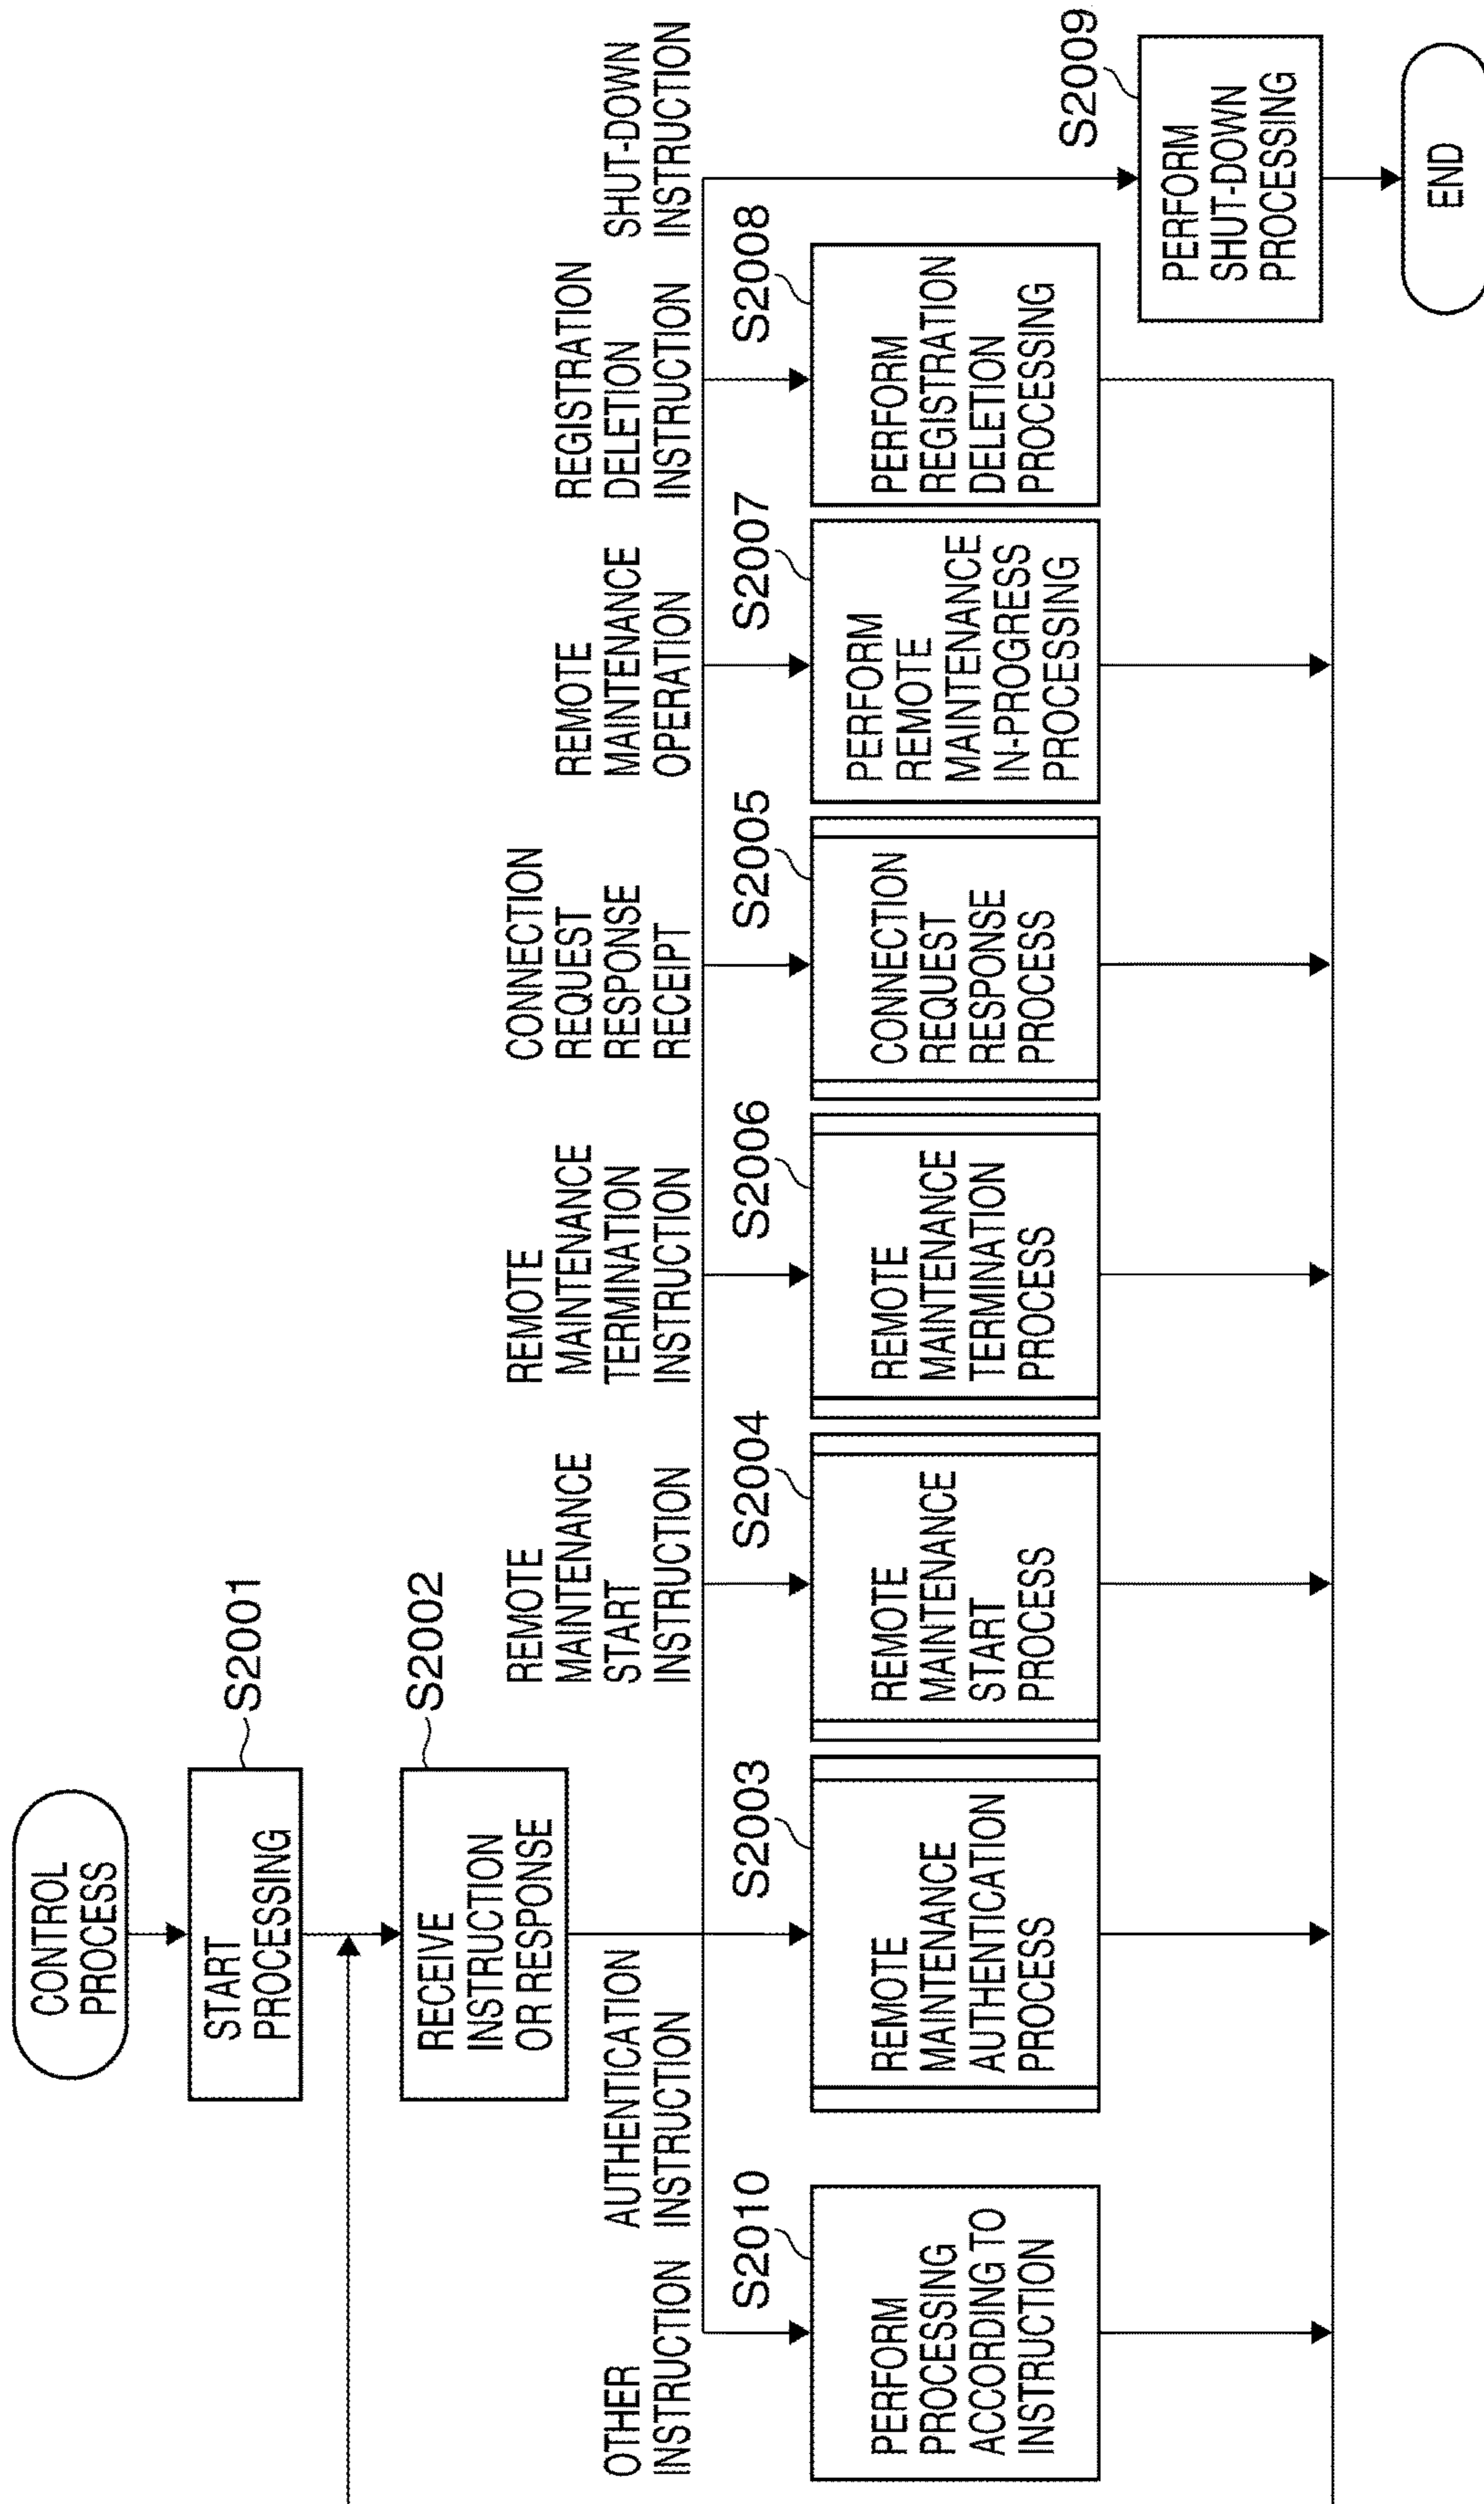 CONTROL
PROCESS
S2001
START
PROCESSING
S2002
RECEIVE
INSTRUCTION
OR RESPONSE
OTHER
INSTRUCTION
AUTHENTICATION
INSTRUCTION
REMOTE
MAINTENANCE
START
INSTRUCTION
REMOTE
MAINTENANCE
TERMINATION
INSTRUCTION
CONNECTION
REQUEST
RESPONSE
RECEIPT
REMOTE
MAINTENANCE
OPERATION
REGISTRATION
DELETION
INSTRUCTION
SHUT-DOWN
INSTRUCTION
S2010
PERFORM
PROCESSING
ACCORDING TO
INSTRUCTION
S2003
REMOTE
MAINTENANCE
AUTHENTICATION
PROCESS
S2004
REMOTE
MAINTENANCE
START
PROCESS
S2006
REMOTE
MAINTENANCE
TERMINATION
PROCESS
S2005
CONNECTION
REQUEST
RESPONSE
PROCESS
S2007
PERFORM
REMOTE
MAINTENANCE
IN-PROGRESS
PROCESSING
S2008
PERFORM
REGISTRATION
DELETION
PROCESSING
S2009
PERFORM
SHUT-DOWN
PROCESSING
END